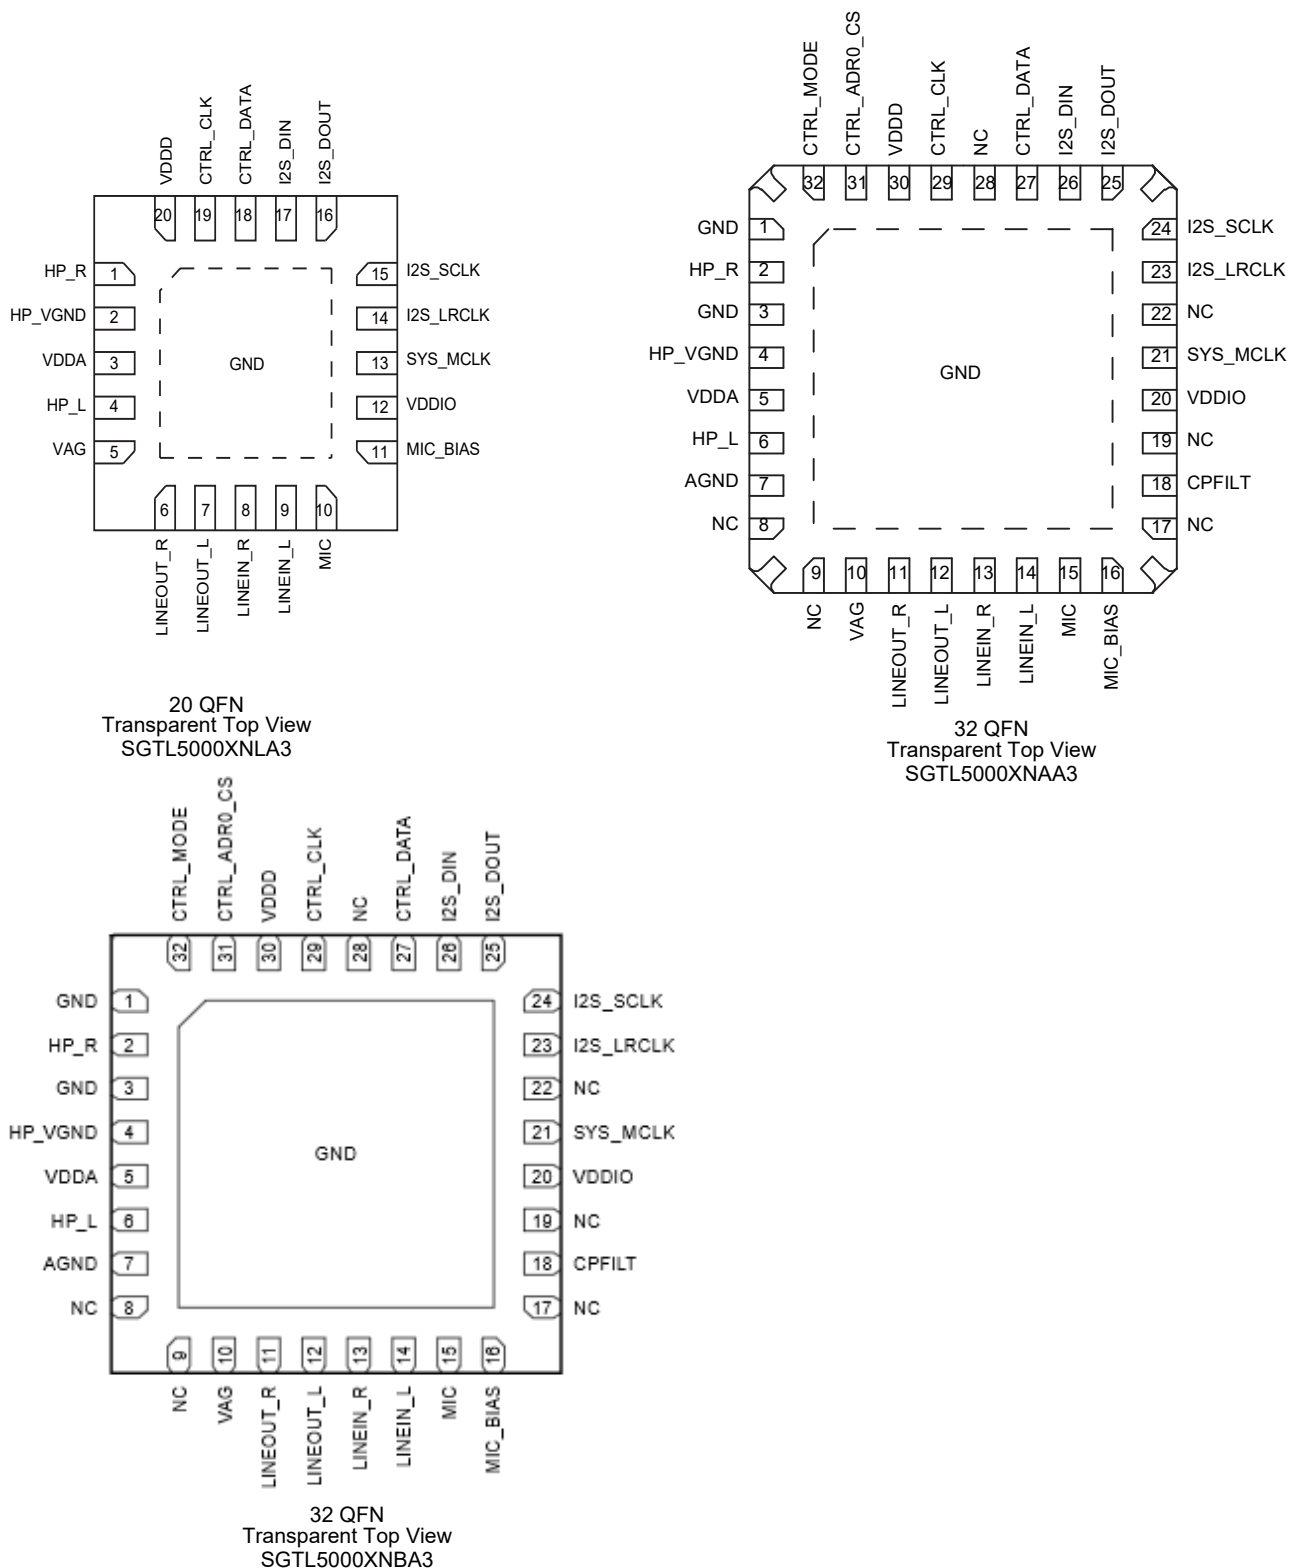 VDDD
CTRL_CLK
CTRL_DATA
I2S_DIN
I2S_DOUT
20
19
18
17
16
HP_R 1
HP_VGND 2
VDDA 3
HP_L 4
VAG 5
GND
15 I2S_SCLK
14 I2S_LRCLK
13 SYS_MCLK
12 VDDIO
11 MIC_BIAS
6
7
8
9
10
LINEOUT_R
LINEOUT_L
LINEIN_R
LINEIN_L
MIC
20 QFN
Transparent Top View
SGTL5000XNLA3
CTRL_MODE
CTRL_ADR0_CS
VDDD
CTRL_CLK
NC
CTRL_DATA
I2S_DIN
I2S_DOUT
32
31
30
29
28
27
26
25
GND 1
HP_R 2
GND 3
HP_VGND 4
VDDA 5
HP_L 6
AGND 7
NC 8
GND
24 I2S_SCLK
23 I2S_LRCLK
22 NC
21 SYS_MCLK
20 VDDIO
19 NC
18 CPFILT
17 NC
9
10
11
12
13
14
15
16
NC
VAG
LINEOUT_R
LINEOUT_L
LINEIN_R
LINEIN_L
MIC
MIC_BIAS
32 QFN
Transparent Top View
SGTL5000XNAA3
CTRL_MODE
CTRL_ADR0_CS
VDDD
CTRL_CLK
NC
CTRL_DATA
I2S_DIN
I2S_DOUT
32
31
30
29
28
27
26
25
GND 1
HP_R 2
GND 3
HP_VGND 4
VDDA 5
HP_L 6
AGND 7
NC 8
GND
24 I2S_SCLK
23 I2S_LRCLK
22 NC
21 SYS_MCLK
20 VDDIO
19 NC
18 CPFILT
17 NC
9
10
11
12
13
14
15
16
NC
VAG
LINEOUT_R
LINEOUT_L
LINEIN_R
LINEIN_L
MIC
MIC_BIAS
32 QFN
Transparent Top View
SGTL5000XNBA3